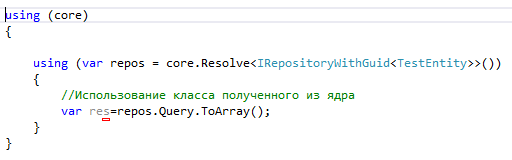 using (core)
{
using (var repos = core.Resolve<IRepositoryWithGuid<TestEntity>>())
{
//Использование класса полученного из ядра
var res=repos.Query.ToArray();
}
}